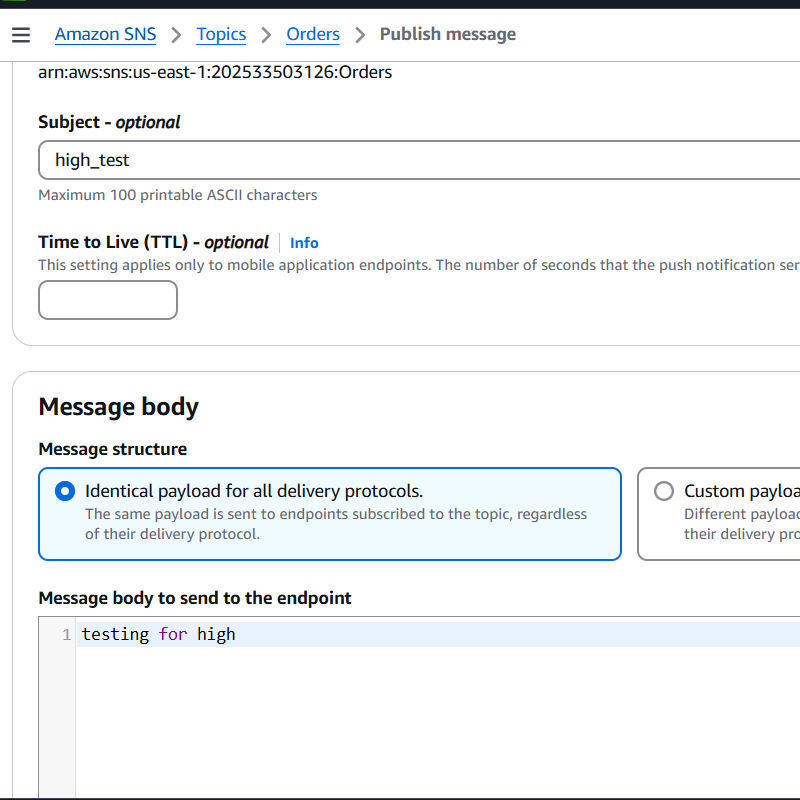 Amazon SNS > Topics > Orders > Publish message
arn:aws:sns:us-east-1:202533503126:Orders
Subject - optional
high_test
Maximum 100 printable ASCII characters
Time to Live (TTL) - optional Info
This setting applies only to mobile application endpoints. The number of seconds that the push notification ser
Message body
Message structure
Identical payload for all delivery protocols.
The same payload is sent to endpoints subscribed to the topic, regardless
of their delivery protocol.
Custom payloa
Different payload
their delivery pro
Message body to send to the endpoint
1 testing for high